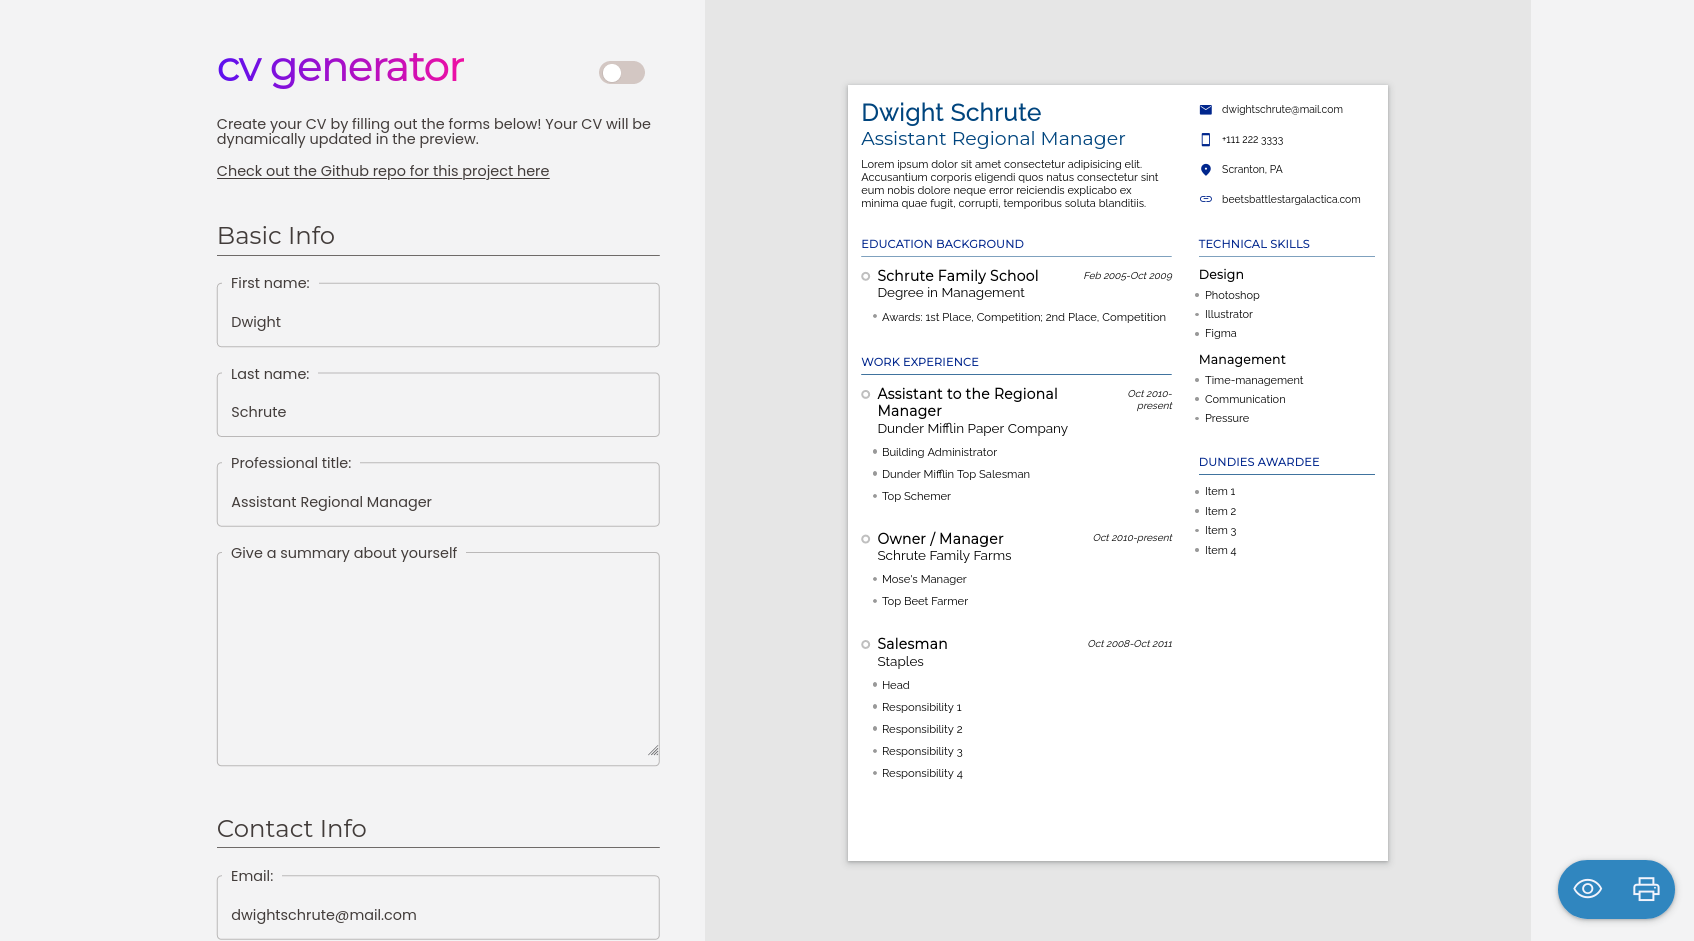 cv generator
Create your CV by filling out the forms below! Your CV will be
dynamically updated in the preview.
Check out the Github repo for this project here
Basic Info
First name:
Dwight
Last name:
Schrute
Professional title:
Assistant Regional Manager
Give a summary about yourself
Contact Info
Email:
dwightschrute@mail.com
Dwight Schrute
Assistant Regional Manager
Lorem ipsum dolor sit amet consectetur adipisicing elit.
Accusantium corporis eligendi quos natus consectetur sint
eum nobis dolore neque error reiciendis explicabo ex
minima quae fugit, corrupti, temporibus soluta blanditiis.
dwightschrute@mail.com
+111 222 3333
Scranton, PA
beetsbattlestargalactica.com
EDUCATION BACKGROUND
Schrute Family School
Feb 2005-Oct 2009
Degree in Management
Awards: 1st Place, Competition; 2nd Place, Competition
WORK EXPERIENCE
Assistant to the Regional
Manager
Oct 2010-
present
Dunder Mifflin Paper Company
Building Administrator
Dunder Mifflin Top Salesman
Top Schemer
Owner / Manager
Oct 2010-present
Schrute Family Farms
Mose's Manager
Top Beet Farmer
Salesman
Oct 2008-Oct 2011
Staples
Head
Responsibility 1
Responsibility 2
Responsibility 3
Responsibility 4
TECHNICAL SKILLS
Design
Photoshop
Illustrator
Figma
Management
Time-management
Communication
Pressure
DUNDIES AWARDEE
Item 1
Item 2
Item 3
Item 4